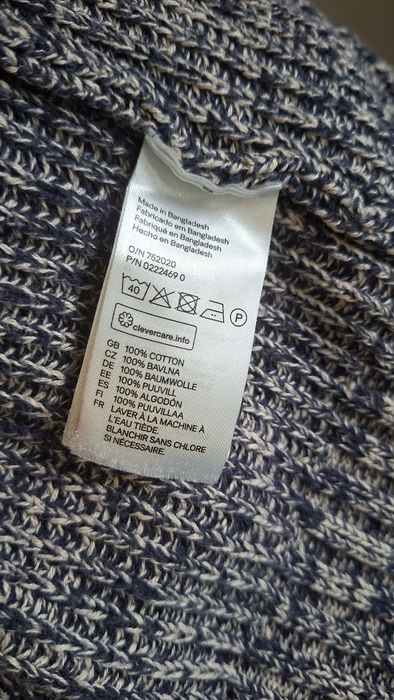 Made in Bangladesh
Fabricado em Bangladesh
Fabriqué en Bangladesh
Hecho en Bangladesh
O/N 752020
P/N 0222469 0
40 P
clevercare.info
GB 100% COTTON
CZ 100% BAVLNA
DE 100% BAUMWOLLE
EE 100% PUUVILL
ES 100% ALGODÓN
FI 100% PUUVILLAA
FR LAVER À LA MACHINE À
L'EAU TIÈDE.
BLANCHIR SANS CHLORE
SI NÉCESSAIRE.